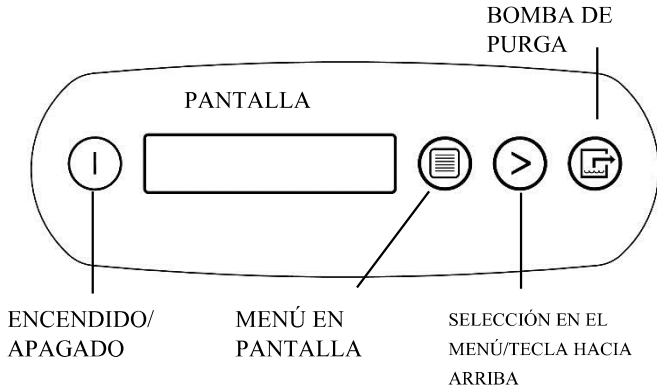 BOMBA DE
PURGA
PANTALLA
ENCENDIDO/
APAGADO
MENÚ EN
PANTALLA
SELECCIÓN EN EL
MENÚ/TECLA HACIA
ARRIBA